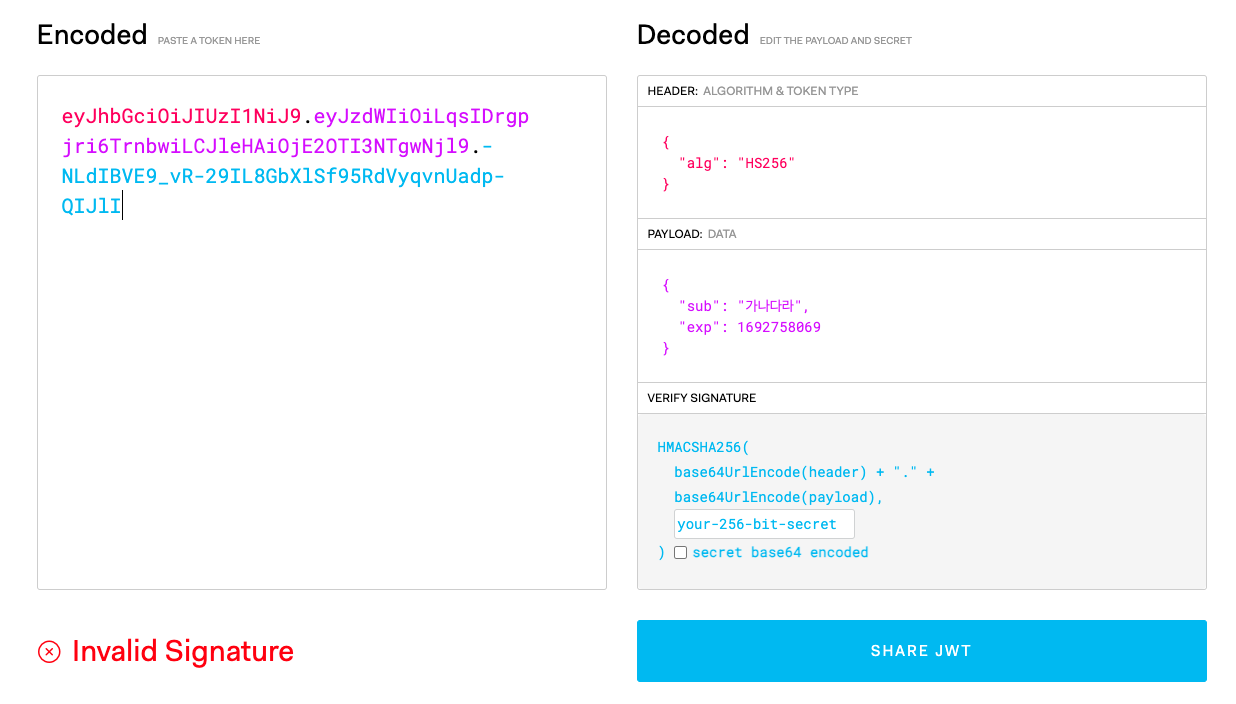 Encoded PASTE A TOKEN HERE
eyJhbGciOiJIUzI1NiJ9.eyJzdWIiOiLqsIDrgp
jri6TrnbwiLCJleHAiOjE2OTI3NTgwNjl9.-
NLdIBVE9_vR-29IL8GbXlSf95RdVyqvnUadp-
QIJlI
Invalid Signature
Decoded EDIT THE PAYLOAD AND SECRET
HEADER: ALGORITHM & TOKEN TYPE
{
"alg": "HS256"
}
PAYLOAD: DATA
{
"sub": "가나다라",
"exp": 1692758069
}
VERIFY SIGNATURE
HMACSHA256(
base64UrlEncode(header) + "." +
base64UrlEncode(payload),
your-256-bit-secret
) secret base64 encoded
SHARE JWT